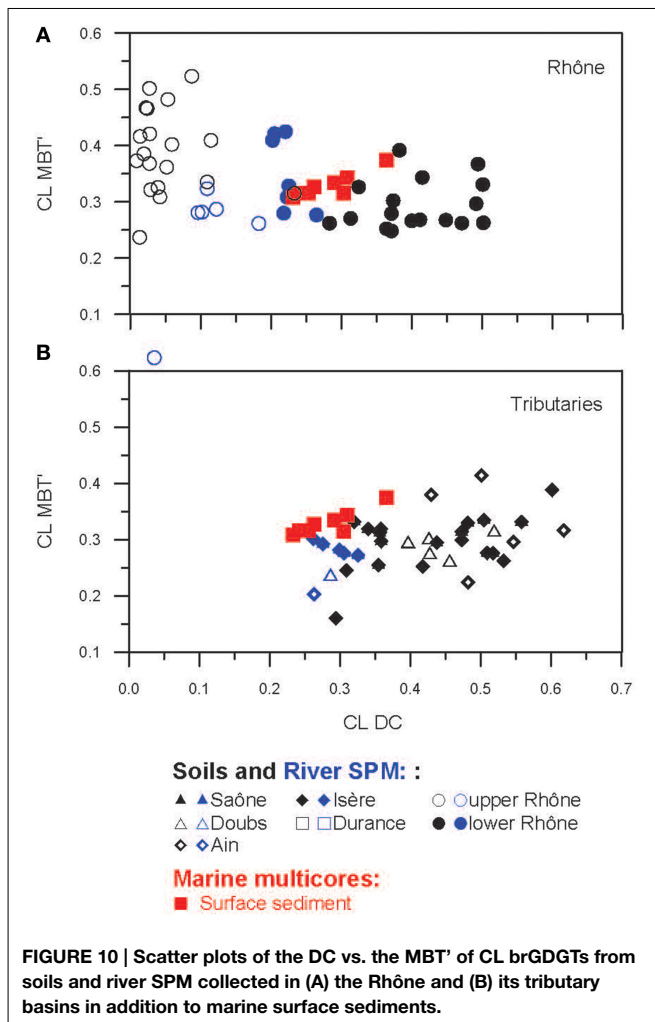 A
0.6
0.5
0.4
0.3
0.2
0.1
CL MBT'
Rhône
B
0.6
0.5
0.4
0.3
0.2
0.1
CL MBT'
Tributaries
0.0 0.1 0.2 0.3 0.4 0.5 0.6 0.7
CL DC
Soils and River SPM: :
Saône Isère upper Rhône
Doubs Durance lower Rhône
Ain
Marine multicores:
Surface sediment
FIGURE 10 | Scatter plots of the DC vs. the MBT' of CL brGDGTs from
soils and river SPM collected in (A) the Rhône and (B) its tributary
basins in addition to marine surface sediments.